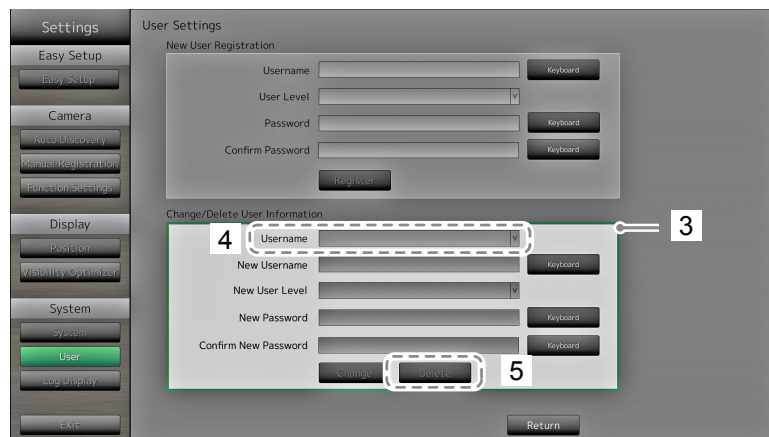 Settings
Easy Setup
Easy Setup
Camera
Auto Discovery
Manual Registration
Function Settings
Display
Position
Visibility Optimizer
System
System
User
Log Display
Exit
User Settings
New User Registration
Username
Keyboard
User Level
V
Password
Keyboard
Confirm Password
Keyboard
Register
Change/Delete User Information
3
4
Username
V
New Username
Keyboard
New User Level
V
New Password
Keyboard
Confirm New Password
Keyboard
Change
Delete
5
Return